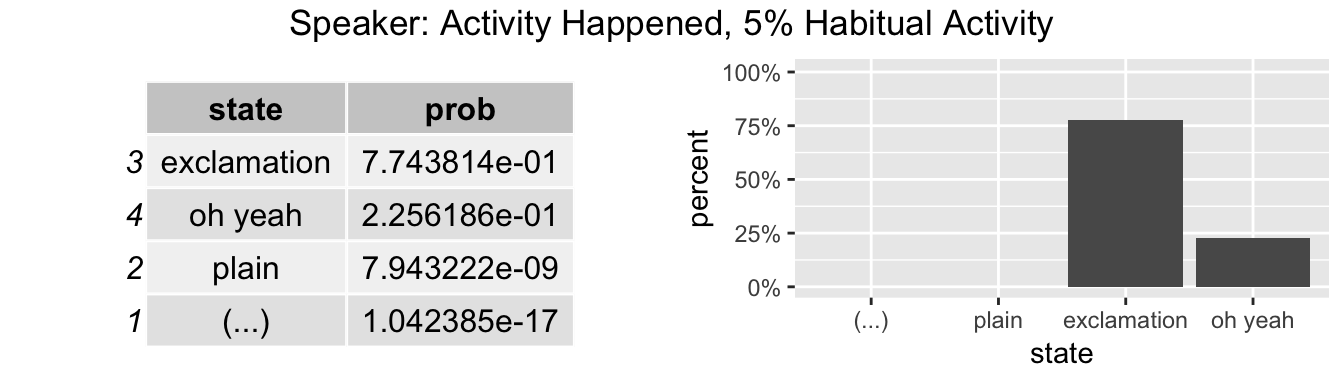 Speaker: Activity Happened, 5% Habitual Activity
state prob
3 exclamation 7.743814e-01
4 oh yeah 2.256186e-01
2 plain 7.943222e-09
1 (...) 1.042385e-17
percent
100%
75%
50%
25%
0%
(...) plain exclamation oh yeah
state